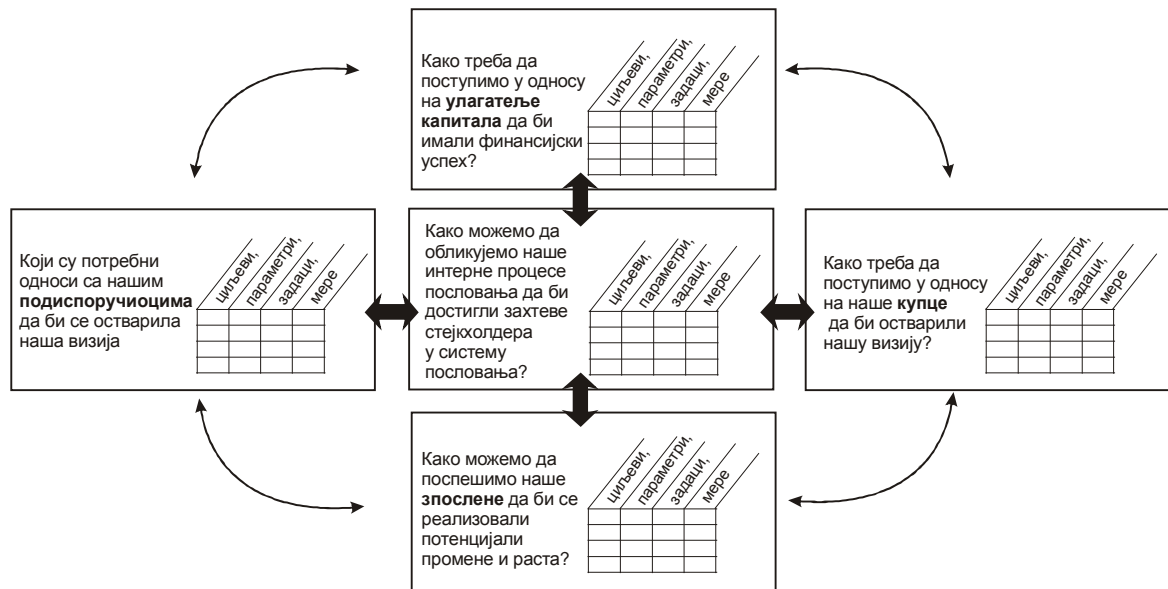 Како треба да
поступимо у односу
на улагатеље
капитала да би
имали финансијски
успех?
циљеви,
параметри,
задаци,
мере
Који су потребни
односи са нашим
подиспоручиоцима
да би се остварила
наша визија
циљеви,
параметри,
задаци,
мере
Како можемо да
обликујемо наше
интерне процесе
пословања да би
достигли захтеве
стејкхолдера
у систему
пословања?
циљеви,
параметри,
задаци,
мере
Како треба да
поступимо у односу
на наше купце
да би остварили
нашу визију?
циљеви,
параметри,
задаци,
мере
Како можемо да
поспешимо наше
зпослене да би се
реализовали
потенцијали
промене и раста?
циљеви,
параметри,
задаци,
мере